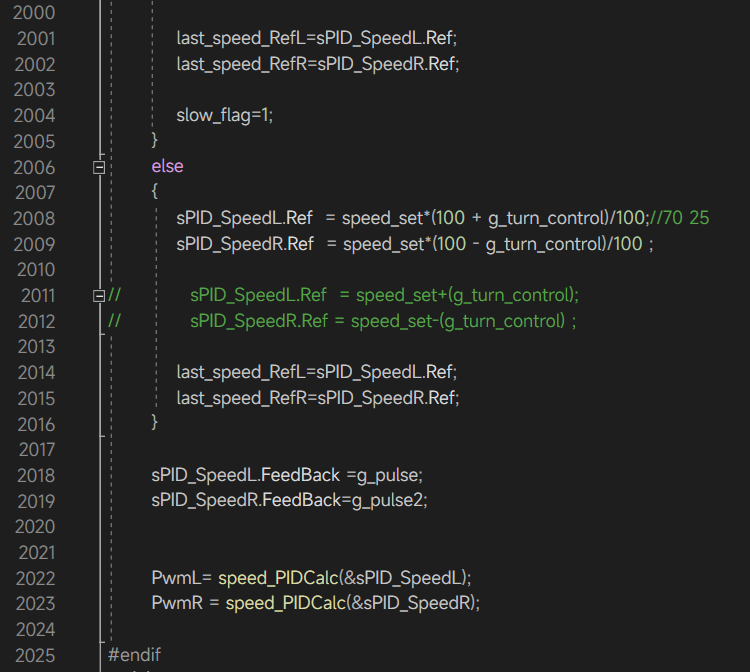 2000
2001 last_speed_RefL=sPID_SpeedL.Ref;
2002 last_speed_RefR=sPID_SpeedR.Ref;
2003
2004 slow_flag=1;
2005 }
2006 else
2007 {
2008 sPID_SpeedL.Ref  = speed_set*(100 + g_turn_control)/100;//70 25
2009 sPID_SpeedR.Ref  = speed_set*(100 - g_turn_control)/100 ;
2010
2011 // sPID_SpeedL.Ref  = speed_set+(g_turn_control);
2012 // sPID_SpeedR.Ref = speed_set-(g_turn_control) ;
2013
2014 last_speed_RefL=sPID_SpeedL.Ref;
2015 last_speed_RefR=sPID_SpeedR.Ref;
2016 }
2017
2018 sPID_SpeedL.FeedBack =g_pulse;
2019 sPID_SpeedR.FeedBack=g_pulse2;
2020
2021
2022 PwmL= speed_PIDCalc(&sPID_SpeedL);
2023 PwmR = speed_PIDCalc(&sPID_SpeedR);
2024
2025 #endif